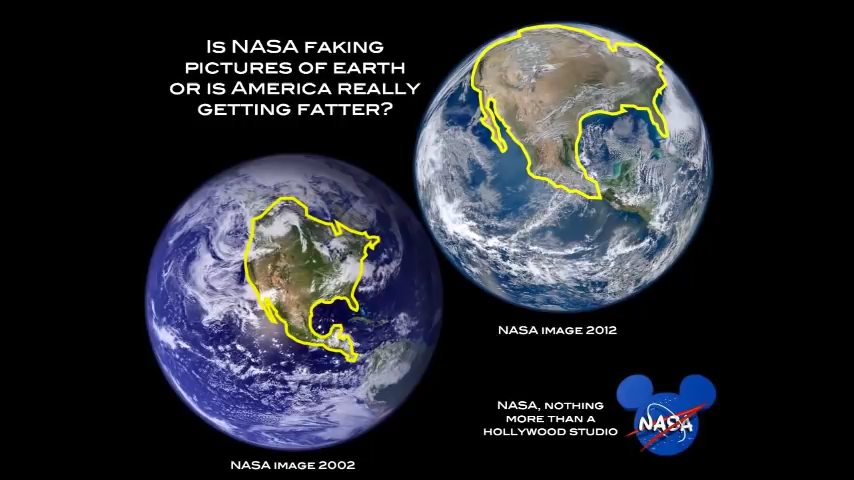 Is NASA faking
pictures of earth
or is America really
getting fatter?
NASA image 2012
NASA, nothing
more than a
hollywood studio
NASA
NASA image 2002